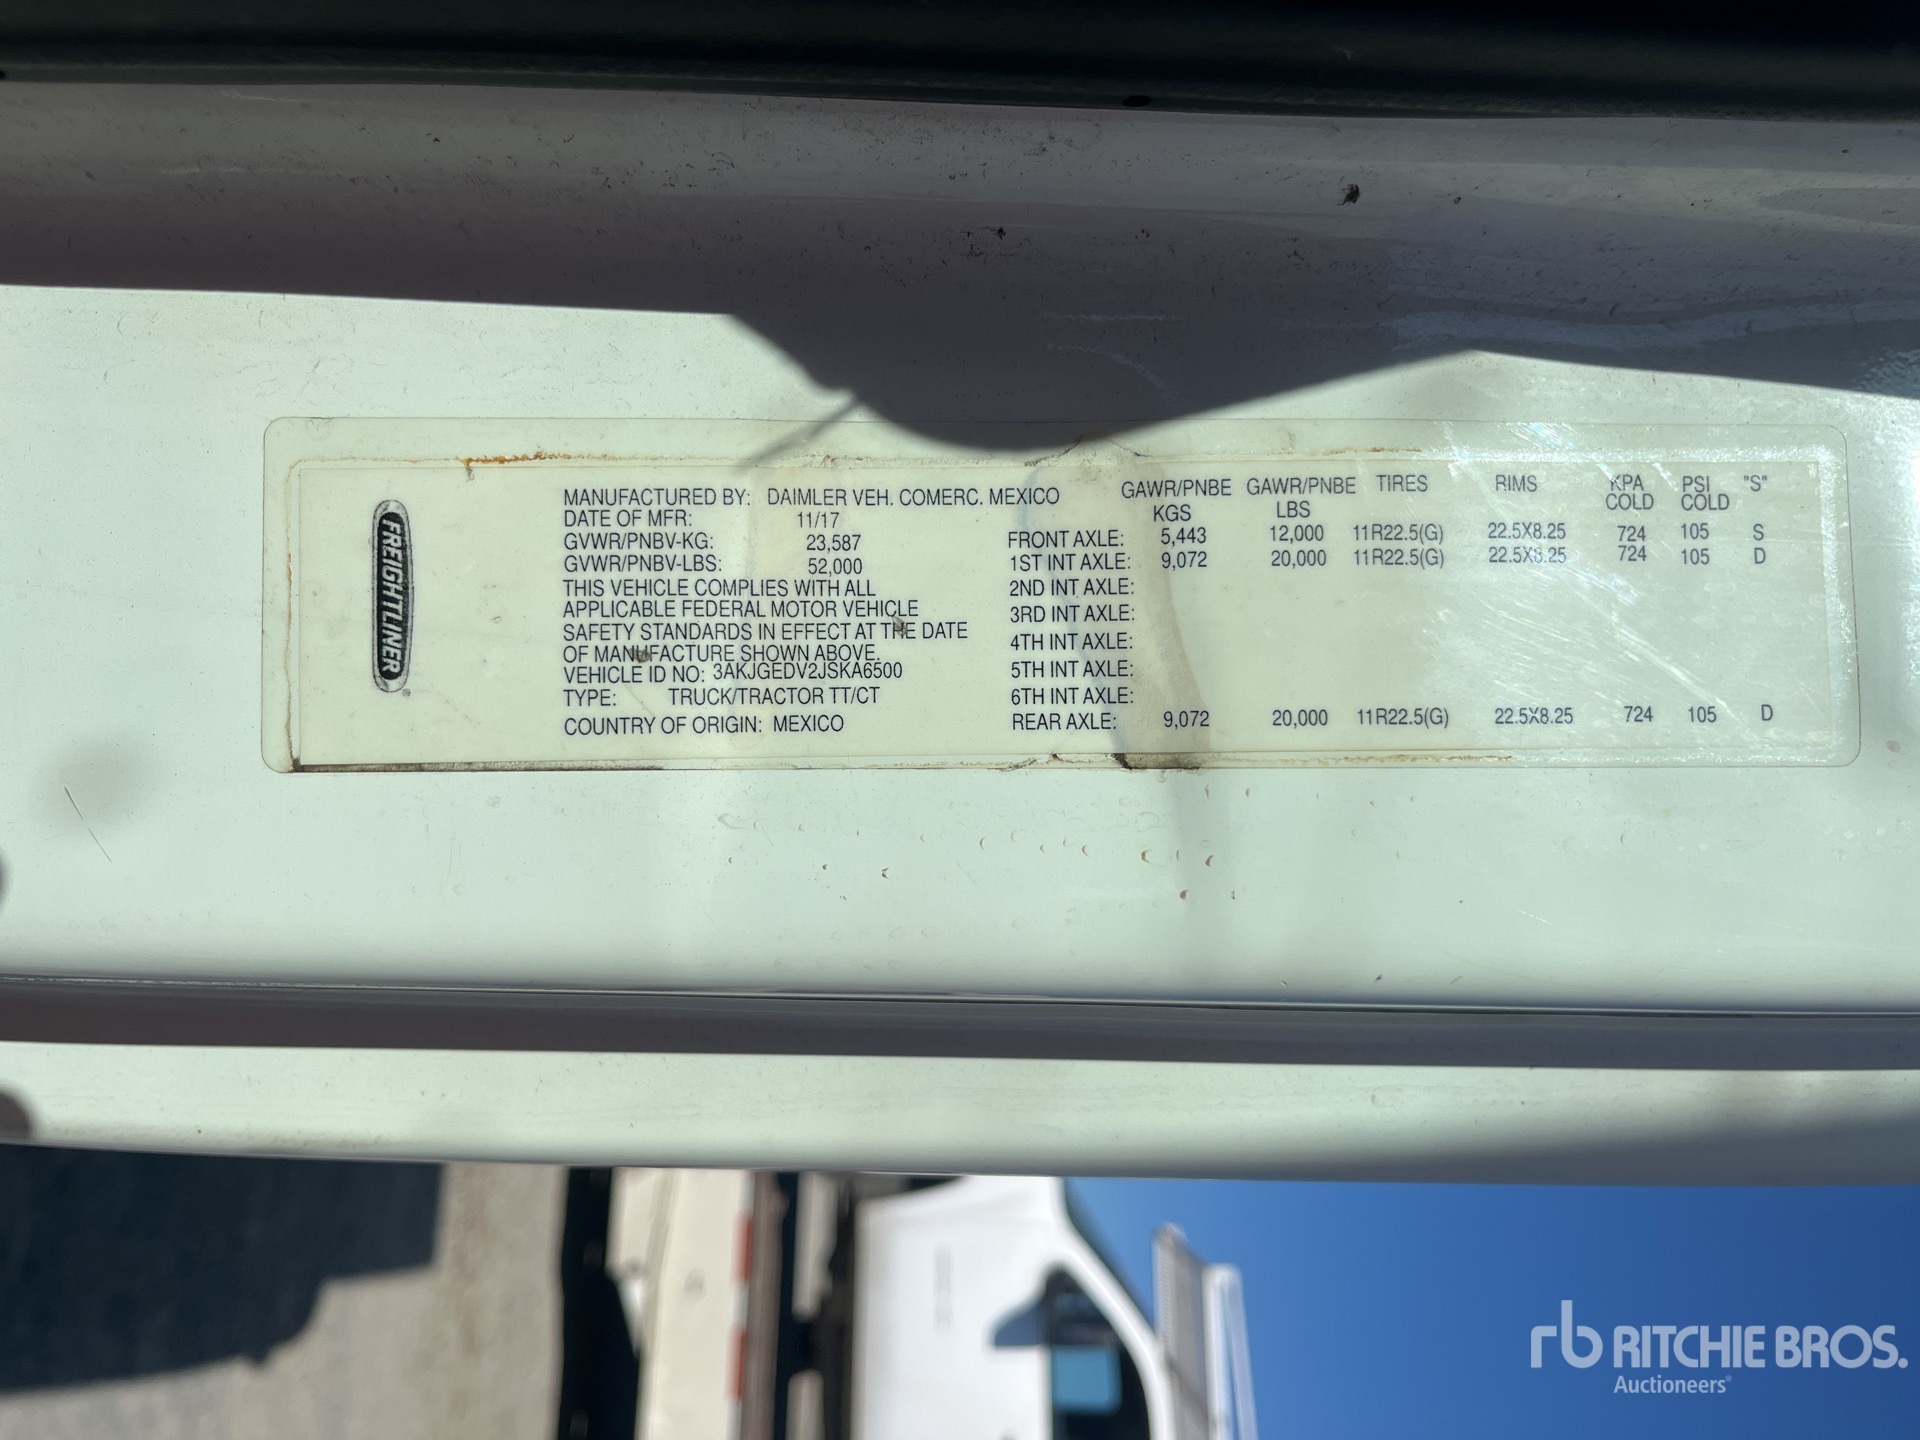 FREIGHTLINER®
MANUFACTURED BY: DAIMLER VEH. COMERC. MEXICO
DATE OF MFR: 11/17
GVWR/PNBV-KG: 23,587
GVWR/PNBV-LBS: 52,000
THIS VEHICLE COMPLIES WITH ALL
APPLICABLE FEDERAL MOTOR VEHICLE
SAFETY STANDARDS IN EFFECT AT THE DATE
OF MANUFACTURE SHOWN ABOVE.
VEHICLE ID NO: 3AKJGEDV2JSKA6500
TYPE: TRUCK/TRACTOR TT/CT
COUNTRY OF ORIGIN: MEXICO
GAWR/PNBE KGS GAWR/PNBE LBS TIRES RIMS KPA COLD PSI COLD "S"
FRONT AXLE: 5,443 12,000 11R22.5(G) 22.5X8.25 724 105 S
1ST INT AXLE: 9,072 20,000 11R22.5(G) 22.5X8.25 724 105 D
2ND INT AXLE:
3RD INT AXLE:
4TH INT AXLE:
5TH INT AXLE:
6TH INT AXLE:
REAR AXLE: 9,072 20,000 11R22.5(G) 22.5X8.25 724 105 D
rb RITCHIE BROS.
Auctioneers®